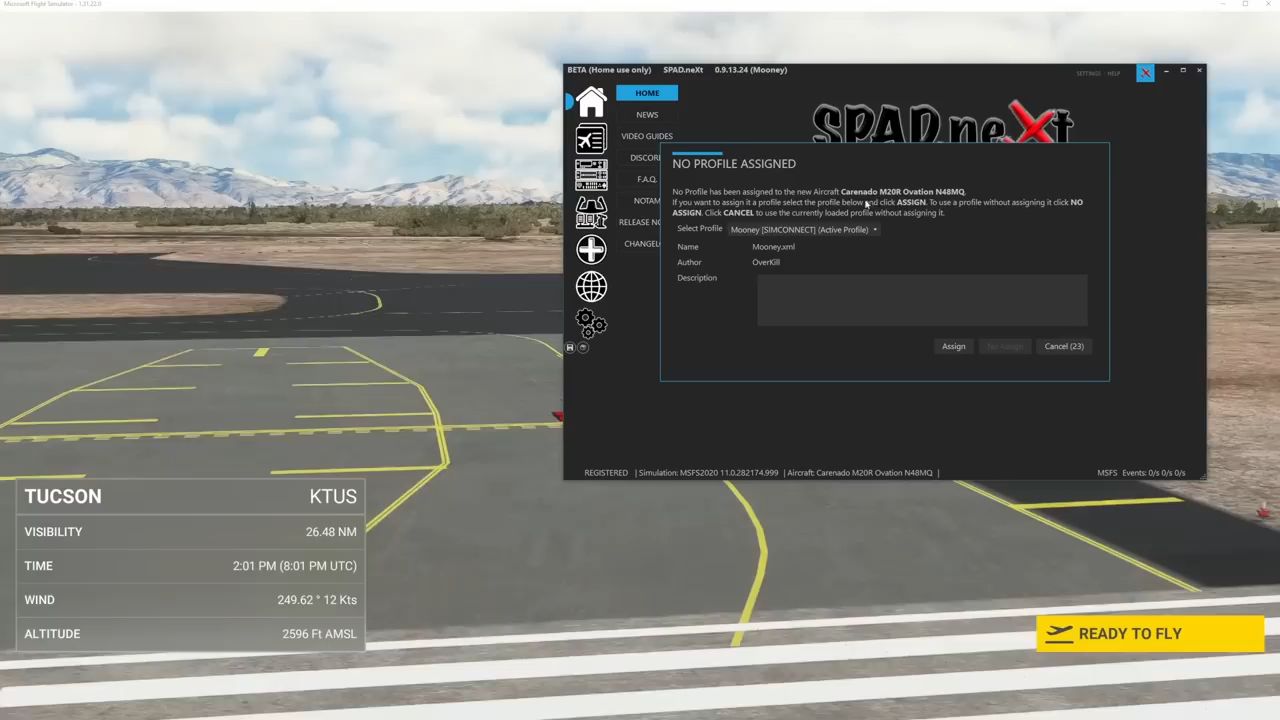 Microsoft Flight Simulator - 1.21.22.0
BETA (Home use only) SPAD.neXt 0.9.13.24 (Mooney)
SETTINGS HELP
HOME
NEWS
VIDEO GUIDES
DISCOR
F.A.Q.
NOTAM
RELEASE NO
CHANGEL
SPAD.neXt
NO PROFILE ASSIGNED
No Profile has been assigned to the new Aircraft Carenado M20R Ovation N48MQ.
If you want to assign it a profile select the profile below and click ASSIGN. To use a profile without assigning it click NO
ASSIGN. Click CANCEL to use the currently loaded profile without assigning it.
Select Profile Mooney [SIMCONNECT] (Active Profile)
Name Mooney.xml
Author OverKill
Description
Assign No Assign Cancel (23)
REGISTERED | Simulation: MSFS2020 11.0.282174.999 | Aircraft: Carenado M20R Ovation N48MQ |
MSFS Events: 0/s 0/s 0/s
TUCSON KTUS
VISIBILITY 26.48 NM
TIME 2:01 PM (8:01 PM UTC)
WIND 249.62 ° 12 Kts
ALTITUDE 2596 Ft AMSL
READY TO FLY